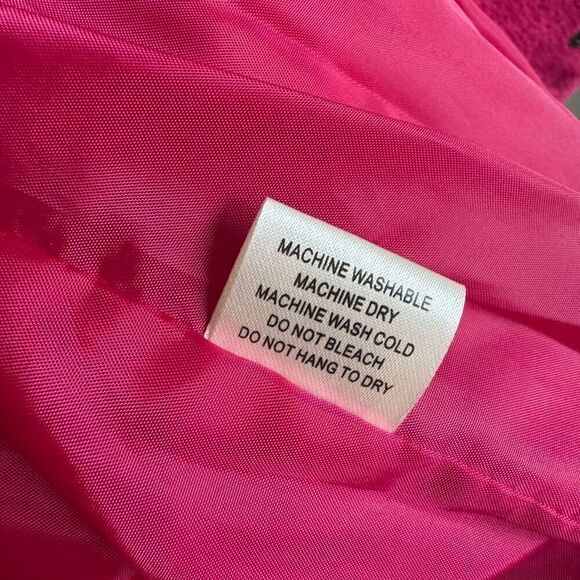 MACHINE WASHABLE
MACHINE DRY
MACHINE WASH COLD
DO NOT BLEACH
DO NOT HANG TO DRY